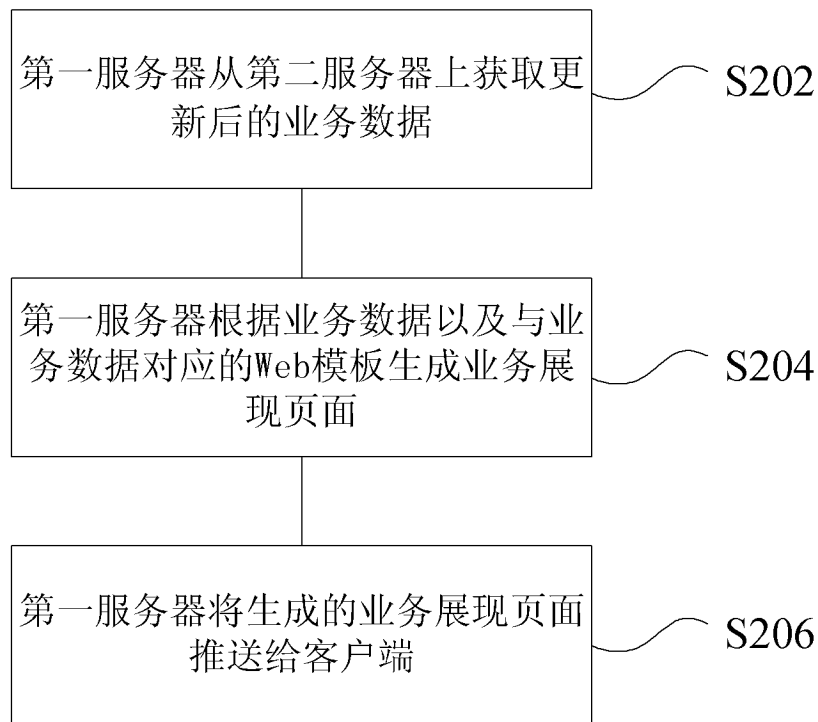 第一服务器从第二服务器上获取更
新后的业务数据
S202
第一服务器根据业务数据以及与业
务数据对应的Web模板生成业务展
现页面
S204
第一服务器将生成的业务展现页面
推送给客户端
S206